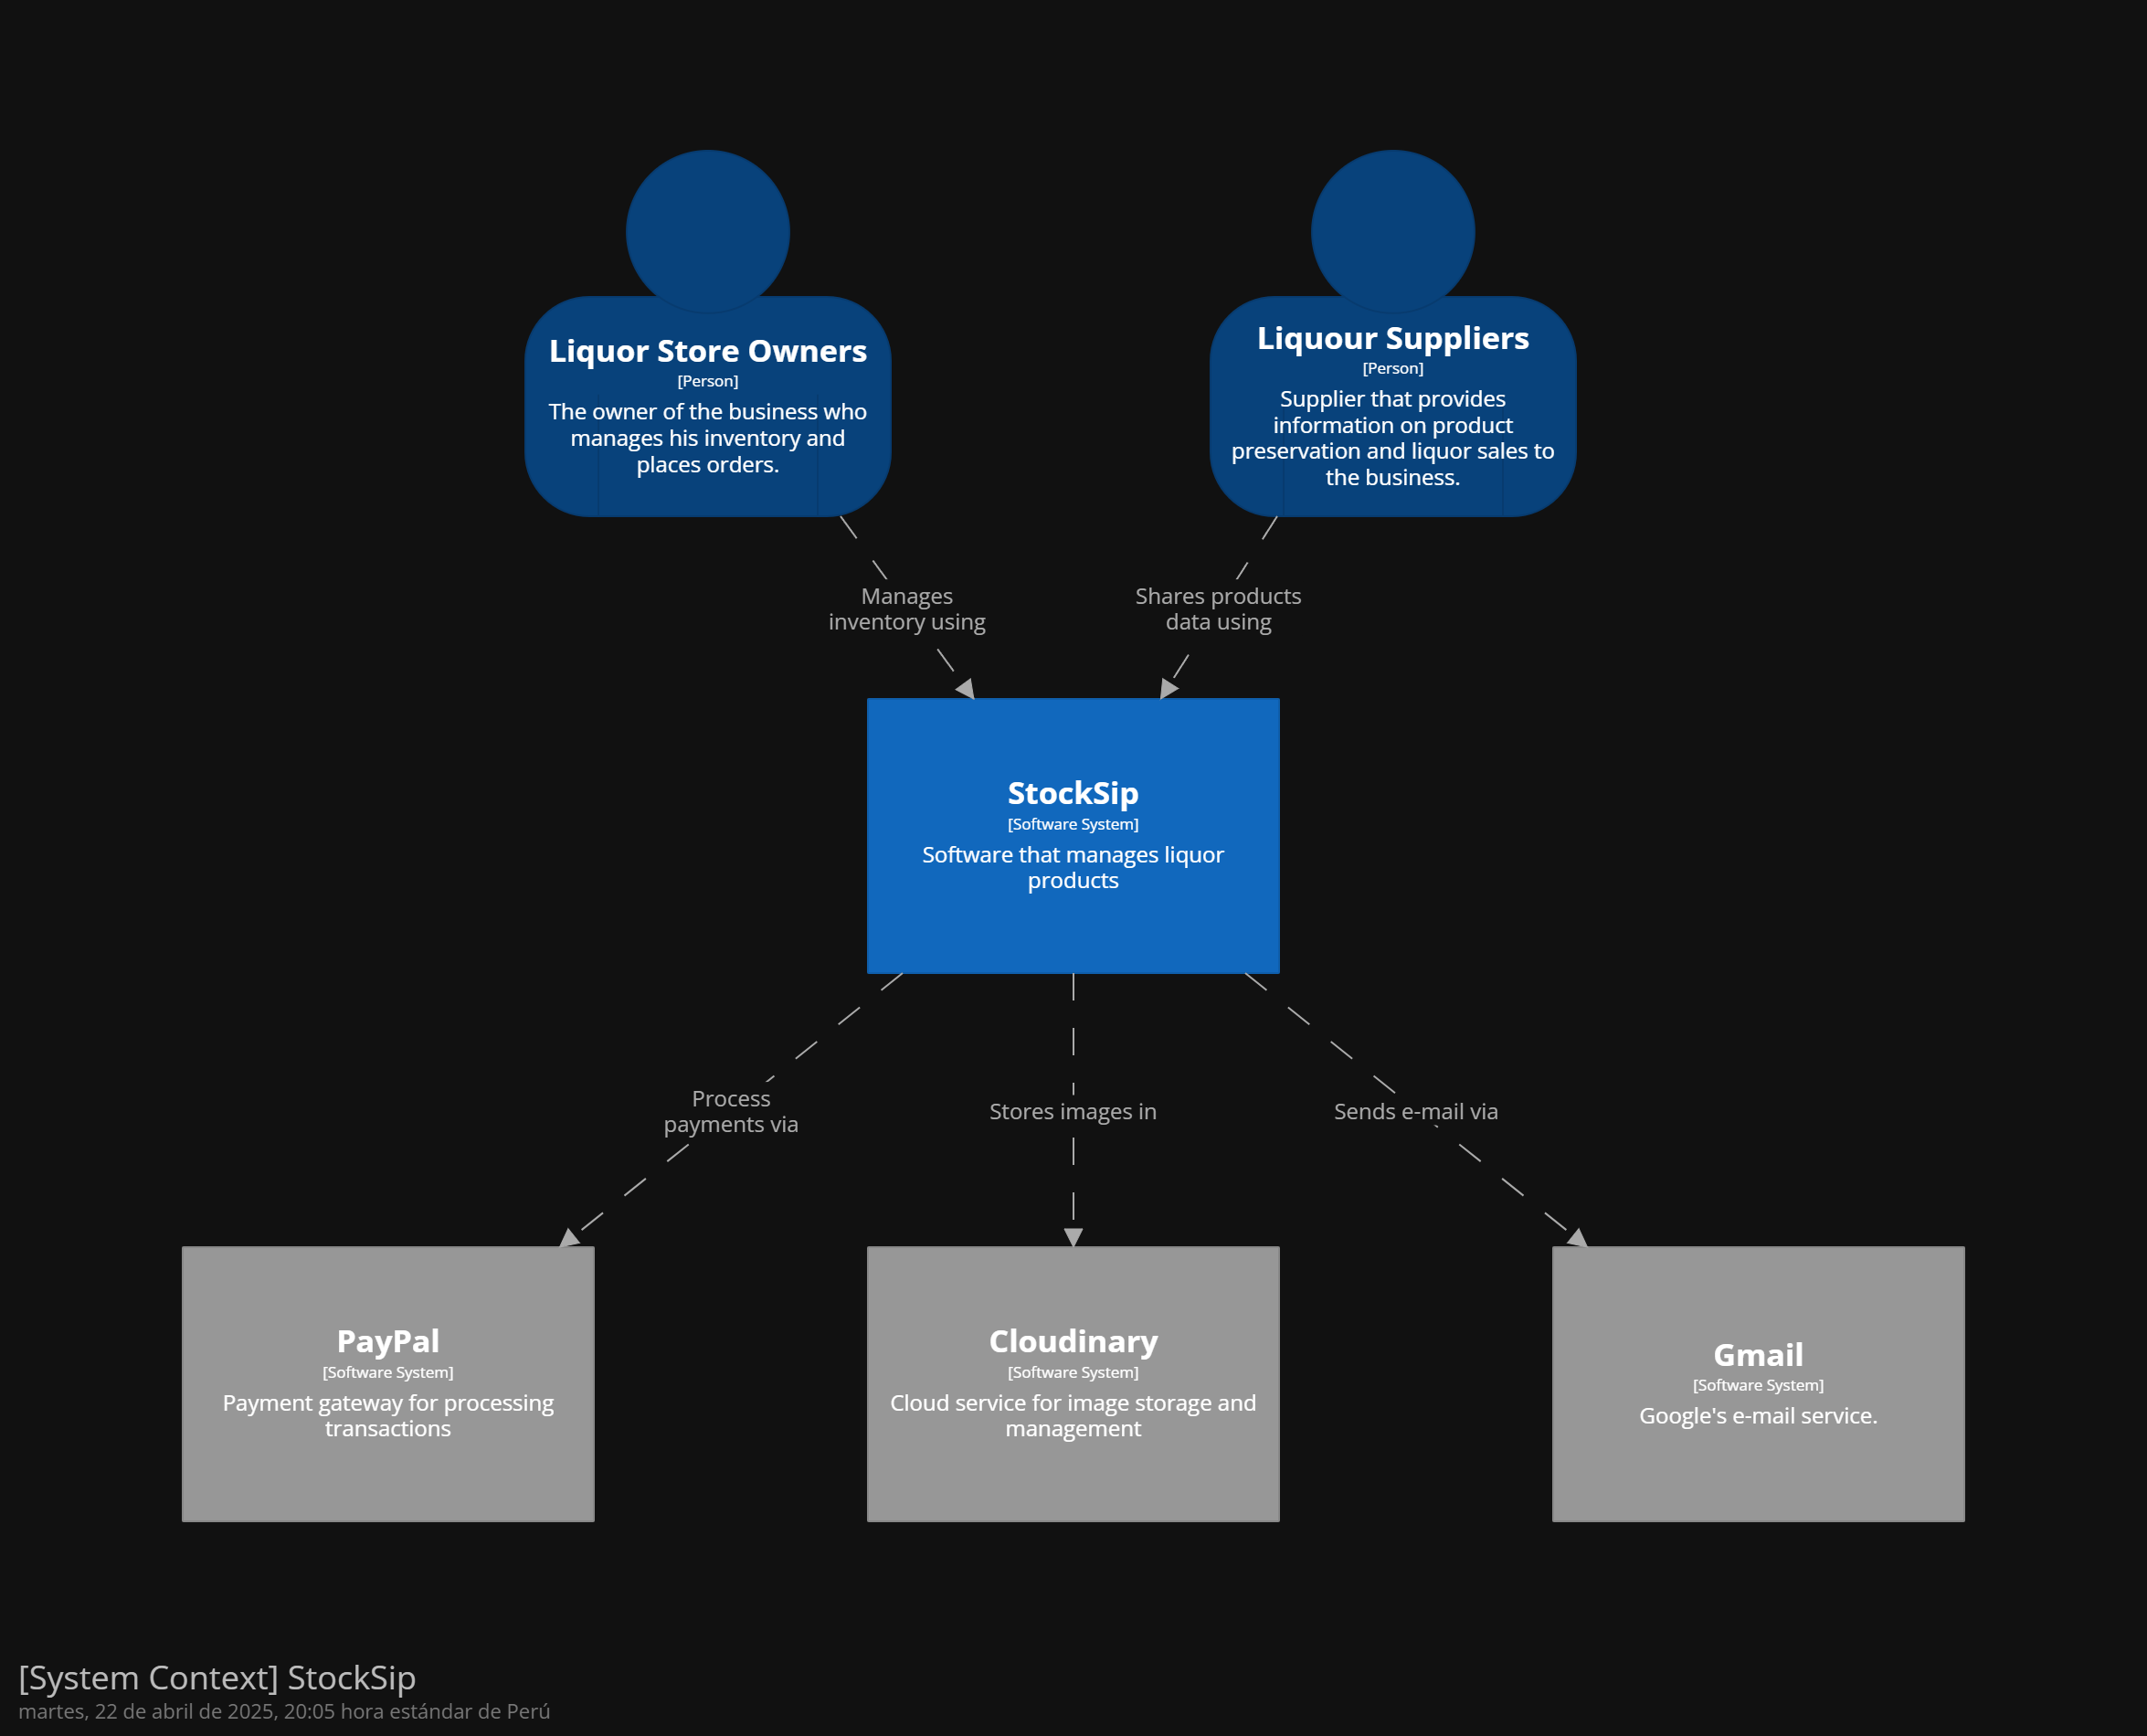 Liquor Store Owners
[Person]
The owner of the business who
manages his inventory and
places orders.
Liquour Suppliers
[Person]
Supplier that provides
information on product
preservation and liquor sales to
the business.
Manages
inventory using
Shares products
data using
StockSip
[Software System]
Software that manages liquor
products
Process
payments via
Stores images in
Sends e-mail via
PayPal
[Software System]
Payment gateway for processing
transactions
Cloudinary
[Software System]
Cloud service for image storage and
management
Gmail
[Software System]
Google's e-mail service.
[System Context] StockSip
martes, 22 de abril de 2025, 20:05 hora estándar de Perú